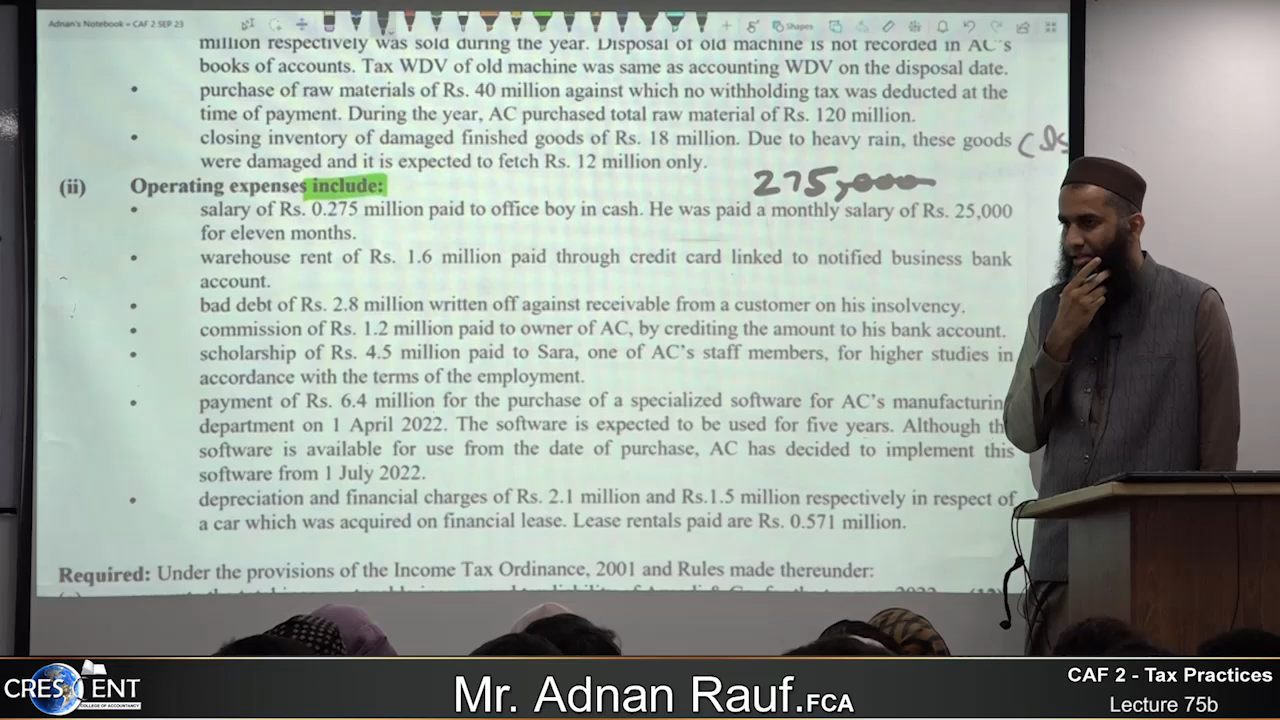 Adnan's Notebook » CAF 2 SEP 23
Shapes
million respectively was sold during the year. Disposal of old machine is not recorded in AC's
books of accounts. Tax WDV of old machine was same as accounting WDV on the disposal date.
• purchase of raw materials of Rs. 40 million against which no withholding tax was deducted at the
time of payment. During the year, AC purchased total raw material of Rs. 120 million.
• closing inventory of damaged finished goods of Rs. 18 million. Due to heavy rain, these goods
were damaged and it is expected to fetch Rs. 12 million only.
275,000
(ii) Operating expenses include:
• salary of Rs. 0.275 million paid to office boy in cash. He was paid a monthly salary of Rs. 25,000
for eleven months.
• warehouse rent of Rs. 1.6 million paid through credit card linked to notified business bank
account.
• bad debt of Rs. 2.8 million written off against receivable from a customer on his insolvency.
• commission of Rs. 1.2 million paid to owner of AC, by crediting the amount to his bank account.
• scholarship of Rs. 4.5 million paid to Sara, one of AC's staff members, for higher studies in
accordance with the terms of the employment.
• payment of Rs. 6.4 million for the purchase of a specialized software for AC's manufacturin
department on 1 April 2022. The software is expected to be used for five years. Although th
software is available for use from the date of purchase, AC has decided to implement this
software from 1 July 2022.
• depreciation and financial charges of Rs. 2.1 million and Rs.1.5 million respectively in respect of
a car which was acquired on financial lease. Lease rentals paid are Rs. 0.571 million.
Required: Under the provisions of the Income Tax Ordinance, 2001 and Rules made thereunder:
CRESCENT
COLLEGE OF ACCOUNTANCY
Mr. Adnan Rauf.FCA
CAF 2 - Tax Practices
Lecture 75b